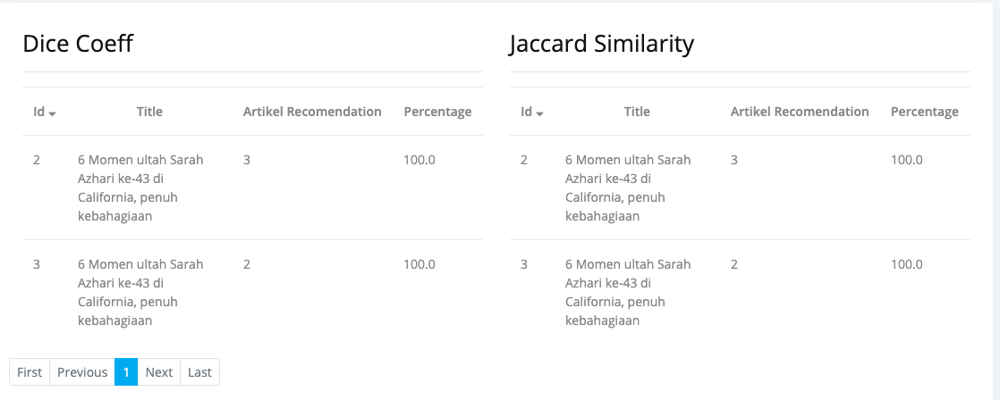 Dice Coeff
Id Title Artikel Recomendation Percentage
2 6 Momen ultah Sarah 3 100.0
Azhari ke-43 di
California, penuh
kebahagiaan
3 6 Momen ultah Sarah 2 100.0
Azhari ke-43 di
California, penuh
kebahagiaan
Jaccard Similarity
Id Title Artikel Recomendation Percentage
2 6 Momen ultah Sarah 3 100.0
Azhari ke-43 di
California, penuh
kebahagiaan
3 6 Momen ultah Sarah 2 100.0
Azhari ke-43 di
California, penuh
kebahagiaan
First Previous 1 Next Last